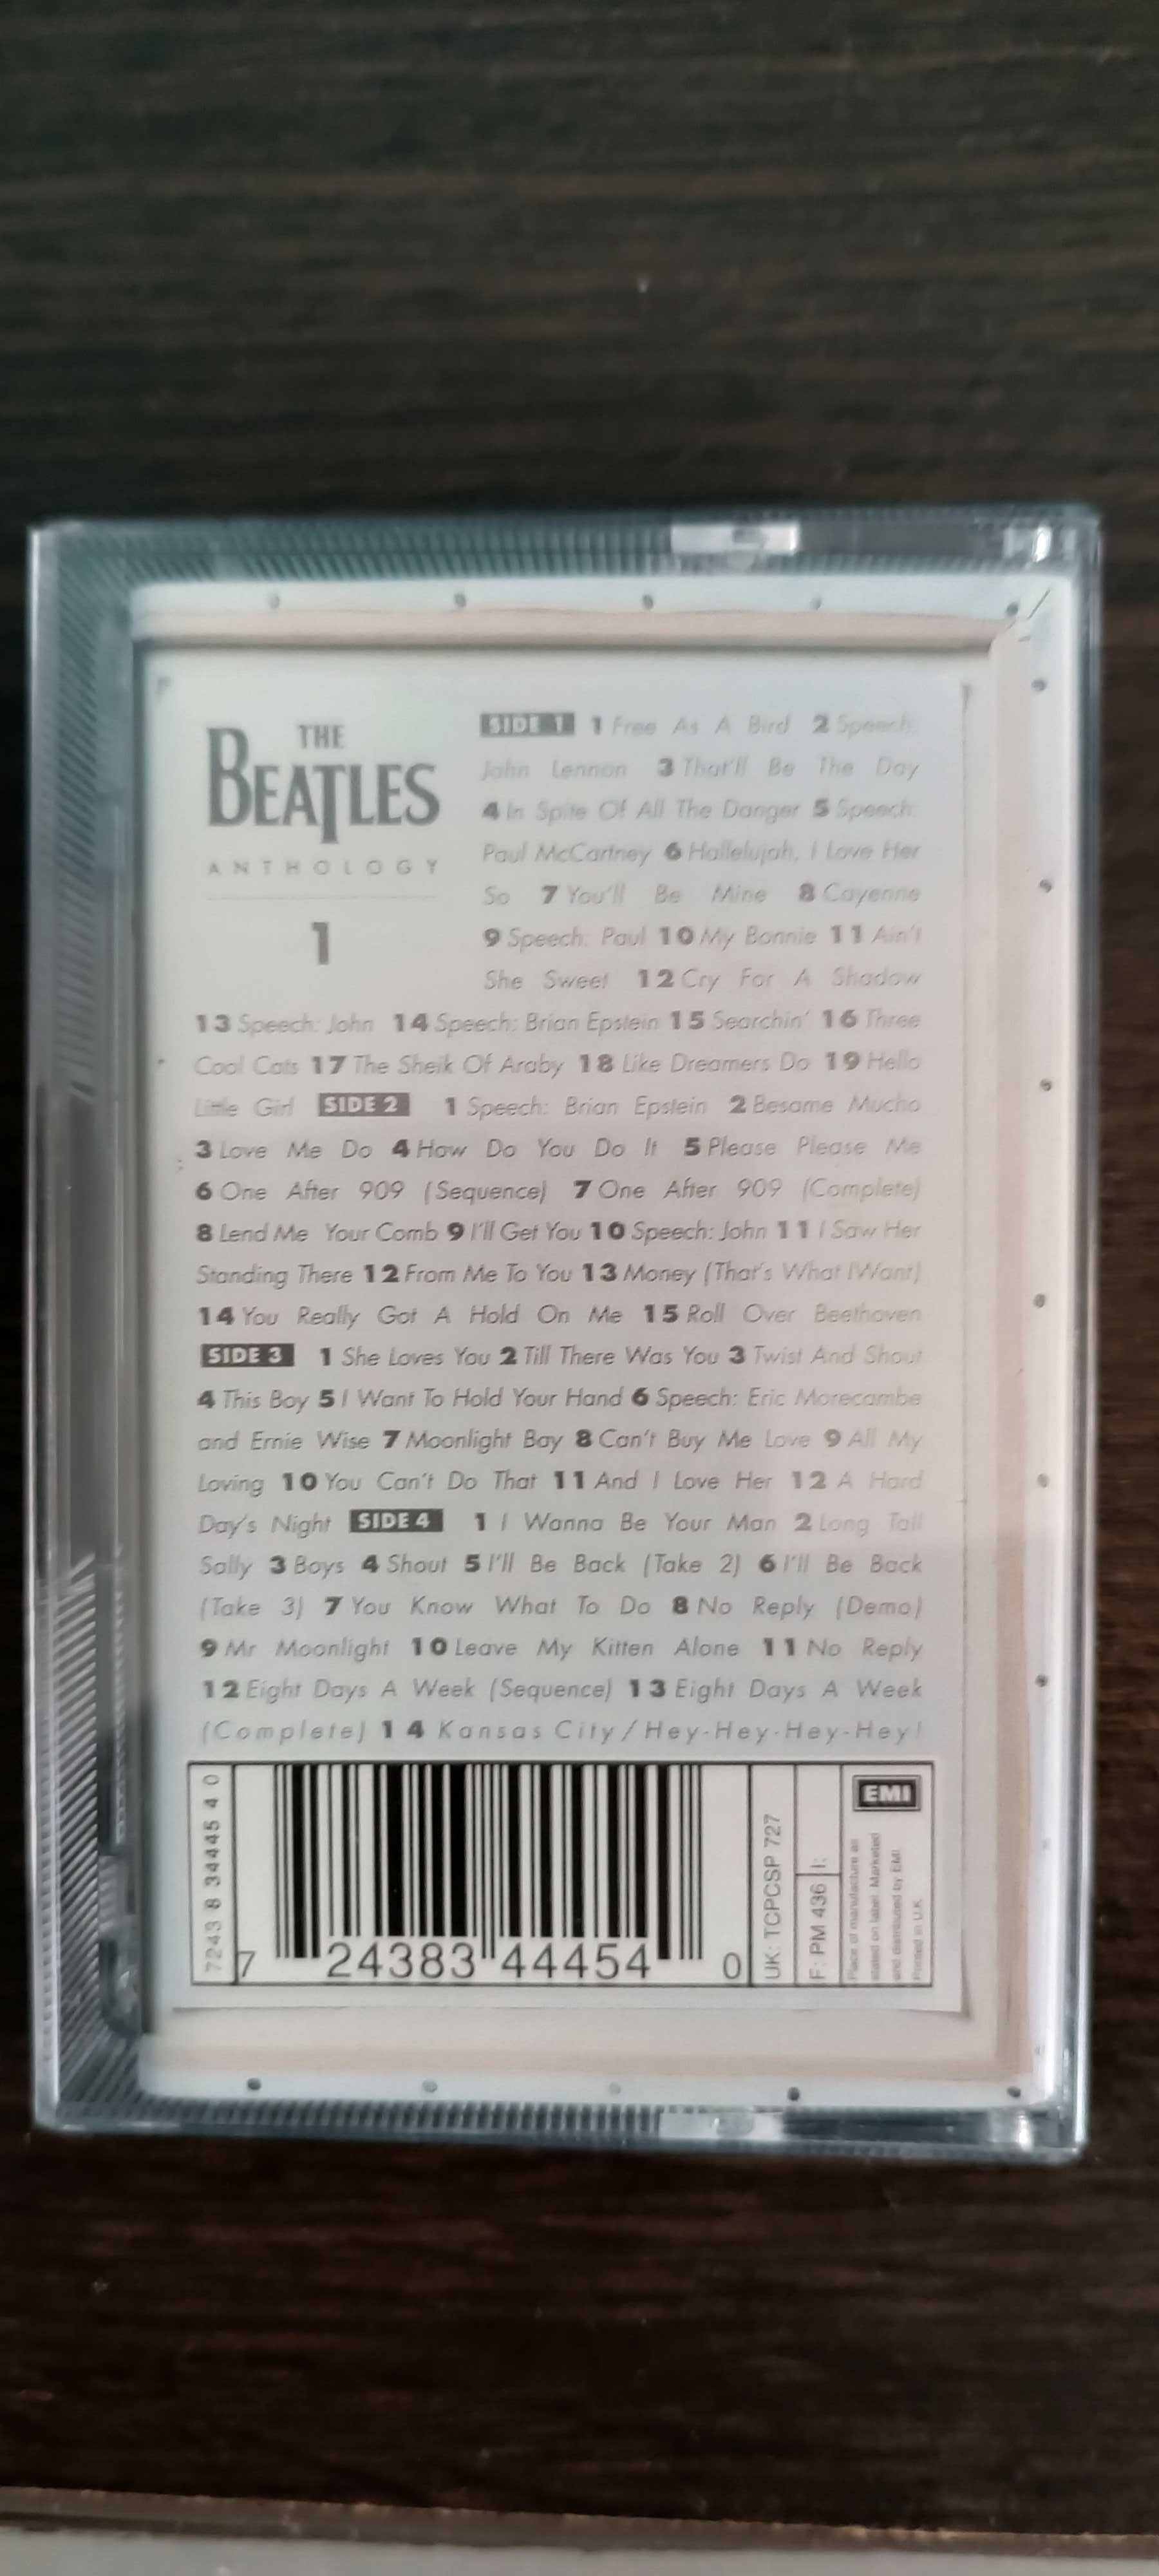 THE
BEATLES
ANTHOLOGY
1
SIDE 1 1 Free As A Bird 2 Speech:
John Lennon 3 That'll Be The Day
4 In Spite Of All The Danger 5 Speech:
Paul McCartney 6 Hallelujah, I Love Her
So 7 You'll Be Mine 8 Cayenne
9 Speech: Paul 10 My Bonnie 11 Ain't
She Sweet 12 Cry For A Shadow
13 Speech: John 14 Speech: Brian Epstein 15 Searchin' 16 Three
Cool Cats 17 The Sheik Of Araby 18 Like Dreamers Do 19 Hello
Little Girl SIDE 2 1 Speech: Brian Epstein 2 Besame Mucho
3 Love Me Do 4 How Do You Do It 5 Please Please Me
6 One After 909 (Sequence) 7 One After 909 (Complete)
8 Lend Me Your Comb 9 I'll Get You 10 Speech: John 11 I Saw Her
Standing There 12 From Me To You 13 Money (That's What I Want)
14 You Really Got A Hold On Me 15 Roll Over Beethoven
SIDE 3 1 She Loves You 2 Till There Was You 3 Twist And Shout
4 This Boy 5 I Want To Hold Your Hand 6 Speech: Eric Morecambe
and Ernie Wise 7 Moonlight Bay 8 Can't Buy Me Love 9 All My
Loving 10 You Can't Do That 11 And I Love Her 12 A Hard
Day's Night SIDE 4 1 I Wanna Be Your Man 2 Long Tall
Sally 3 Boys 4 Shout 5 I'll Be Back (Take 2) 6 I'll Be Back
(Take 3) 7 You Know What To Do 8 No Reply (Demo)
9 Mr Moonlight 10 Leave My Kitten Alone 11 No Reply
12 Eight Days A Week (Sequence) 13 Eight Days A Week
(Complete) 14 Kansas City/Hey-Hey-Hey-Hey!
7243 8 34445 4 0
7 24383 44454 0
UK: TCPCSP 727
F: PM 436 I:
EMI
Place of manufacture as
stated on label. Marketed
and distributed by EMI.
Printed in U.K.